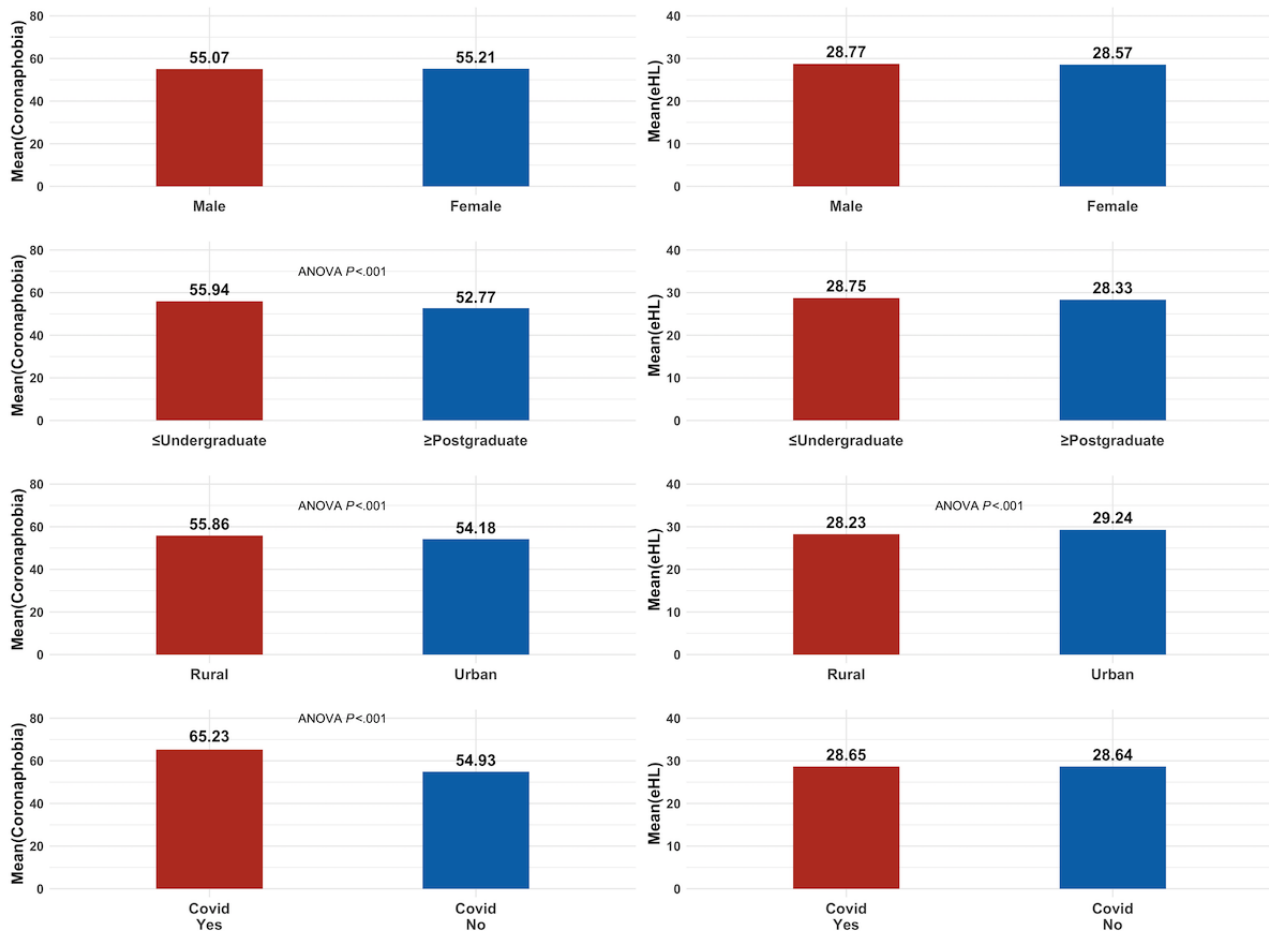 Mean(Coronaphobia)
80
60
40
20
0
55.07
55.21
Male
Female
Mean(eHL)
40
30
20
10
0
28.77
28.57
Male
Female
Mean(Coronaphobia)
80
60
40
20
0
ANOVA P<.001
55.94
52.77
≤Undergraduate
≥Postgraduate
Mean(eHL)
40
30
20
10
0
28.75
28.33
≤Undergraduate
≥Postgraduate
Mean(Coronaphobia)
80
60
40
20
0
ANOVA P<.001
55.86
54.18
Rural
Urban
Mean(eHL)
40
30
20
10
0
ANOVA P<.001
28.23
29.24
Rural
Urban
Mean(Coronaphobia)
80
60
40
20
0
ANOVA P<.001
65.23
54.93
Covid
Yes
Covid
No
Mean(eHL)
40
30
20
10
0
28.65
28.64
Covid
Yes
Covid
No